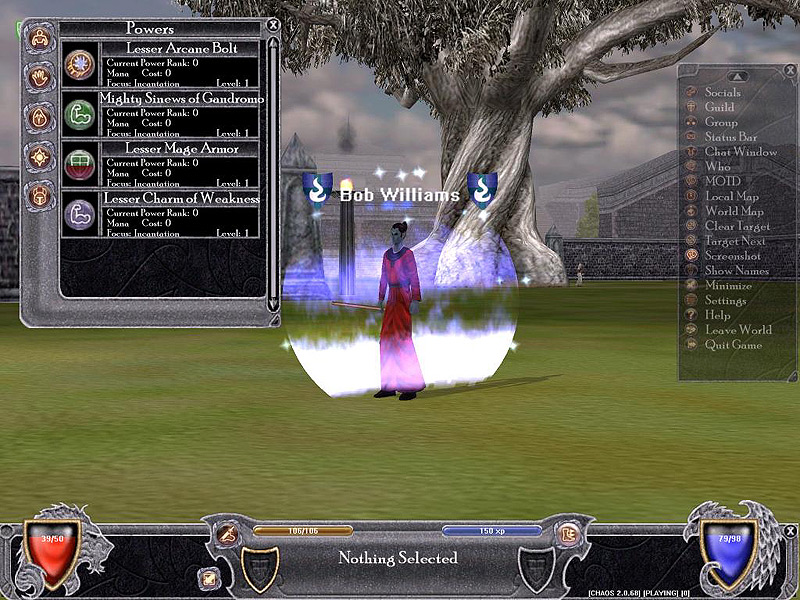 Powers
Lesser Arcane Bolt
Current Power Rank: 0
Mana Cost: 0
Focus: Incantation Level: 1
Mighty Sinews of Gandromo
Current Power Rank: 0
Mana Cost: 0
Focus: Incantation Level: 1
Lesser Mage Armor
Current Power Rank: 0
Mana Cost: 0
Focus: Incantation Level: 1
Lesser Charm of Weakness
Current Power Rank: 0
Mana Cost: 0
Focus: Incantation Level: 1
Bob Williams
Socials
Guild
Group
Status Bar
Chat Window
Who
MOTD
Local Map
World Map
Clear Target
Target Next
Screenshot
Show Names
Minimize
Settings
Help
Leave World
Quit Game
39/50
106/106
150 xp
79/98
Nothing Selected
[CHAOS 2.0.68] [PLAYING] [0]